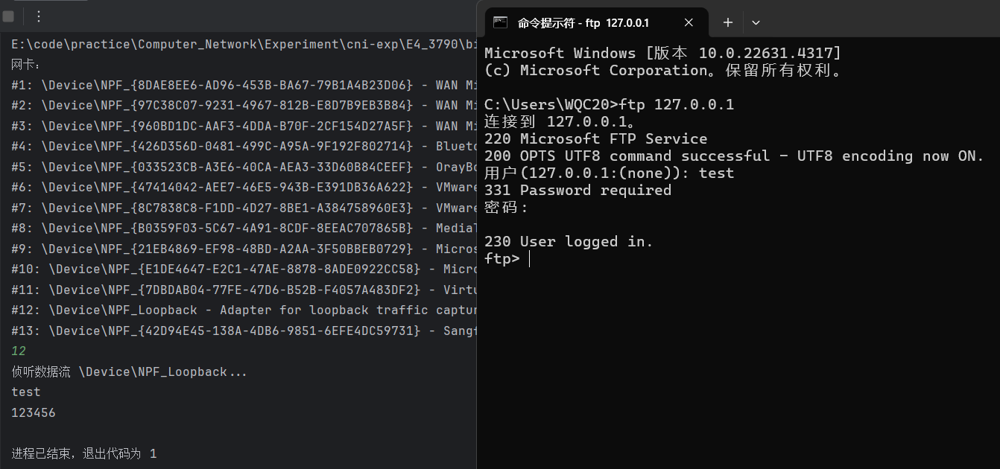 E:\code\practice\Computer_Network\Experiment\cni-exp\E4_3790\bi
网卡:
#1: \Device\NPF_{8DAE8EE6-AD96-453B-BA67-79B1A4B23D06} - WAN Mi
#2: \Device\NPF_{97C38C07-9231-4967-812B-E8D7B9EB3B84} - WAN Mi
#3: \Device\NPF_{960BD1DC-AAF3-4DDA-B70F-2CF154D27A5F} - WAN Mi
#4: \Device\NPF_{426D356D-0481-499C-A95A-9F192F802714} - Blueto
#5: \Device\NPF_{033523CB-A3E6-40CA-AEA3-33D60B84CEEF} - OrayBo
#6: \Device\NPF_{47414042-AEE7-46E5-943B-E391DB36A622} - VMware
#7: \Device\NPF_{8C7838C8-F1DD-4D27-8BE1-A384758960E3} - VMware
#8: \Device\NPF_{B0359F03-5C67-4A91-8CDF-8EEAC707865B} - MediaT
#9: \Device\NPF_{21EB4869-EF98-48BD-A2AA-3F50BBEB0729} - Micros
#10: \Device\NPF_{E1DE4647-E2C1-47AE-8878-8ADE0922CC58} - Micro
#11: \Device\NPF_{7DBDAB04-77FE-47D6-B52B-F4057A483DF2} - Virtu
#12: \Device\NPF_Loopback - Adapter for loopback traffic captur
#13: \Device\NPF_{42D94E45-138A-4DB6-9851-6EFE4DC59731} - Sangf
12
侦听数据流 \Device\NPF_Loopback...
test
123456
进程已结束，退出代码为 1
命令提示符 - ftp 127.0.0.1
Microsoft Windows [版本 10.0.22631.4317]
(c) Microsoft Corporation。保留所有权利。
C:\Users\WQC20>ftp 127.0.0.1
连接到 127.0.0.1。
220 Microsoft FTP Service
200 OPTS UTF8 command successful - UTF8 encoding now ON.
用户(127.0.0.1:(none)): test
331 Password required
密码:
230 User logged in.
ftp>